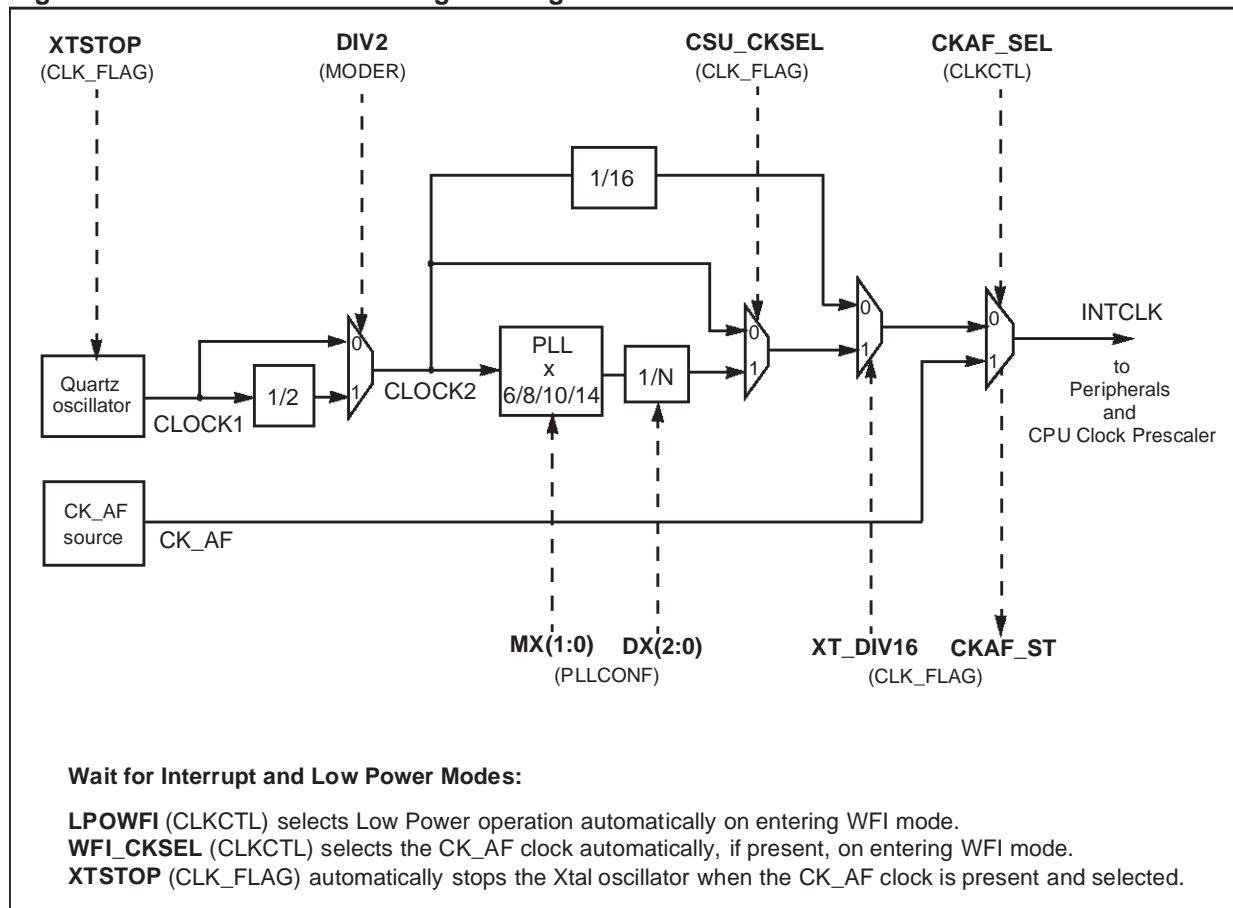 XTSTOP DIV2 CSU_CKSEL CKAF_SEL
(CLK_FLAG) (MODER) (CLK_FLAG) (CLKCTL)
1/16
0 0 0 INTCLK
Quartz
oscillator
1/2
1
CLOCK1
CLOCK2
PLL
x
6/8/10/14
1/N
1 1 1
to
Peripherals
and
CPU Clock Prescaler
CK_AF
source
CK_AF
MX(1:0) DX(2:0) XT_DIV16 CKAF_ST
(PLLCONF) (CLK_FLAG)
Wait for Interrupt and Low Power Modes:
LPOWFI (CLKCTL) selects Low Power operation automatically on entering WFI mode.
WFI_CKSEL (CLKCTL) selects the CK_AF clock automatically, if present, on entering WFI mode.
XTSTOP (CLK_FLAG) automatically stops the Xtal oscillator when the CK_AF clock is present and selected.